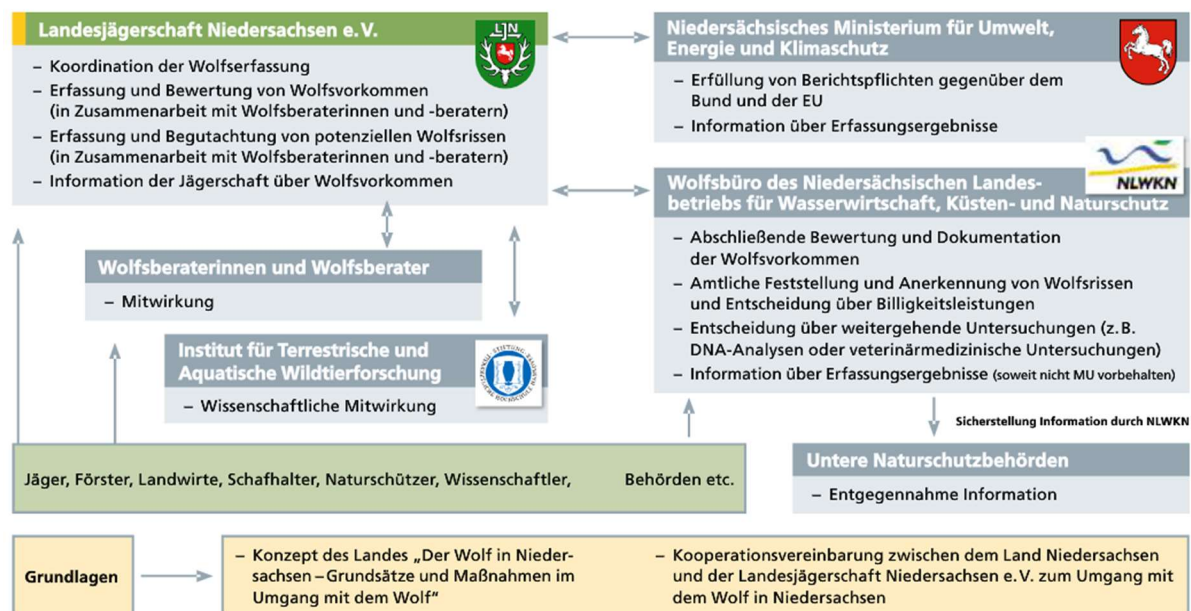 Landesjägerschaft Niedersachsen e.V.
LJN
– Koordination der Wolfserfassung
– Erfassung und Bewertung von Wolfsvorkommen
(in Zusammenarbeit mit Wolfsberaterinnen und -beratern)
– Erfassung und Begutachtung von potenziellen Wolfsrissen
(in Zusammenarbeit mit Wolfsberaterinnen und -beratern)
– Information der Jägerschaft über Wolfsvorkommen
Niedersächsisches Ministerium für Umwelt,
Energie und Klimaschutz
– Erfüllung von Berichtspflichten gegenüber dem
Bund und der EU
– Information über Erfassungsergebnisse
NLWKN
Wolfsbüro des Niedersächsischen Landes-
betriebs für Wasserwirtschaft, Küsten- und Naturschutz
– Abschließende Bewertung und Dokumentation
der Wolfsvorkommen
– Amtliche Feststellung und Anerkennung von Wolfsrissen
und Entscheidung über Billigkeitsleistungen
– Entscheidung über weitergehende Untersuchungen (z. B.
DNA-Analysen oder veterinärmedizinische Untersuchungen)
– Information über Erfassungsergebnisse (soweit nicht MU vorbehalten)
Wolfsberaterinnen und Wolfsberater
– Mitwirkung
Institut für Terrestrische und
Aquatische Wildtierforschung
– Wissenschaftliche Mitwirkung
Sicherstellung Information durch NLWKN
Untere Naturschutzbehörden
– Entgegennahme Information
Jäger, Förster, Landwirte, Schafhalter, Naturschützer, Wissenschaftler, Behörden etc.
Grundlagen
– Konzept des Landes „Der Wolf in Nieder-
sachsen – Grundsätze und Maßnahmen im
Umgang mit dem Wolf“
– Kooperationsvereinbarung zwischen dem Land Niedersachsen
und der Landesjägerschaft Niedersachsen e. V. zum Umgang mit
dem Wolf in Niedersachsen